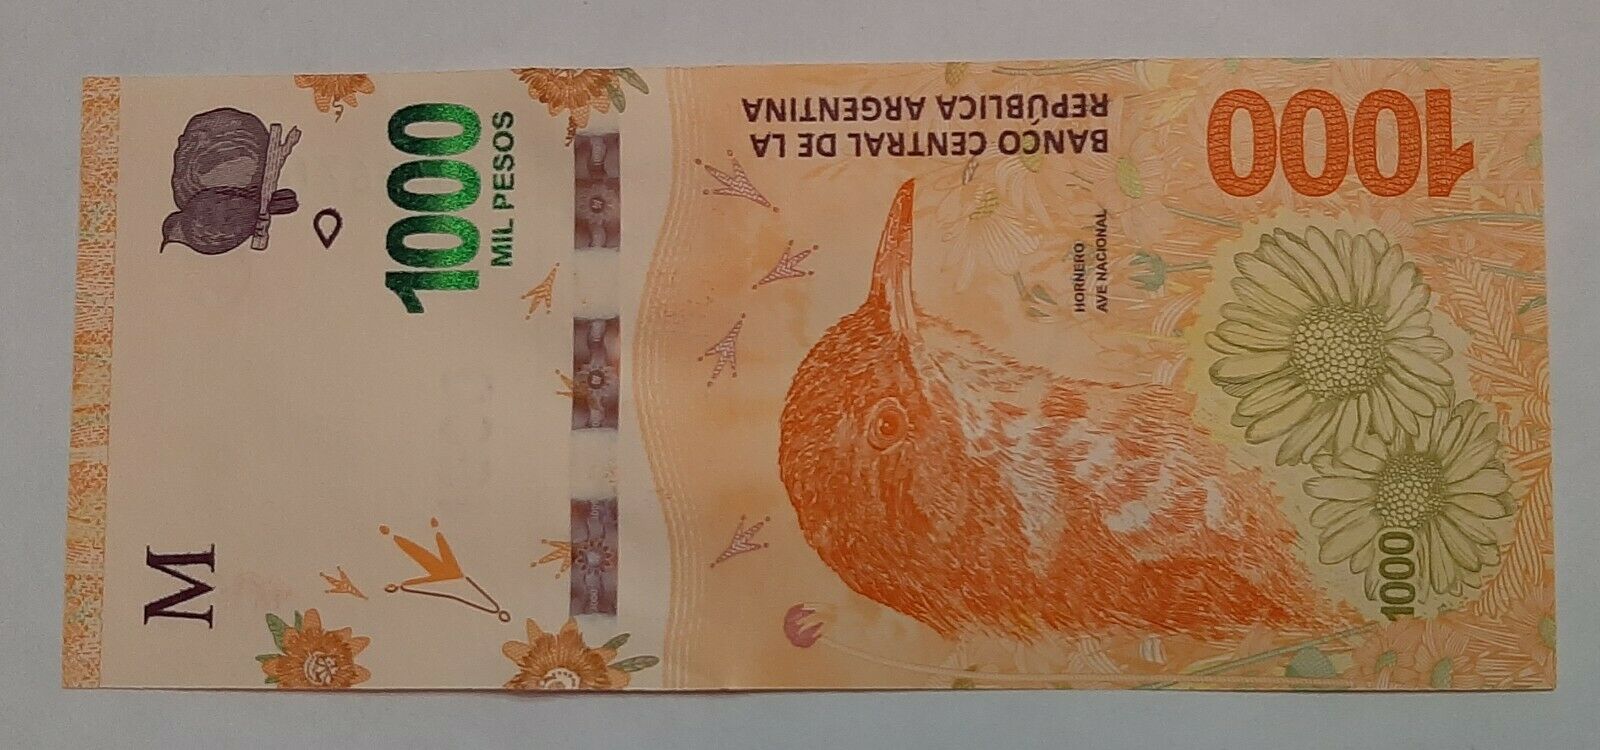 1000
MIL PESOS
M
BANCO CENTRAL DE LA
REPÚBLICA ARGENTINA
1000
HORNERO
AVE NACIONAL
1000